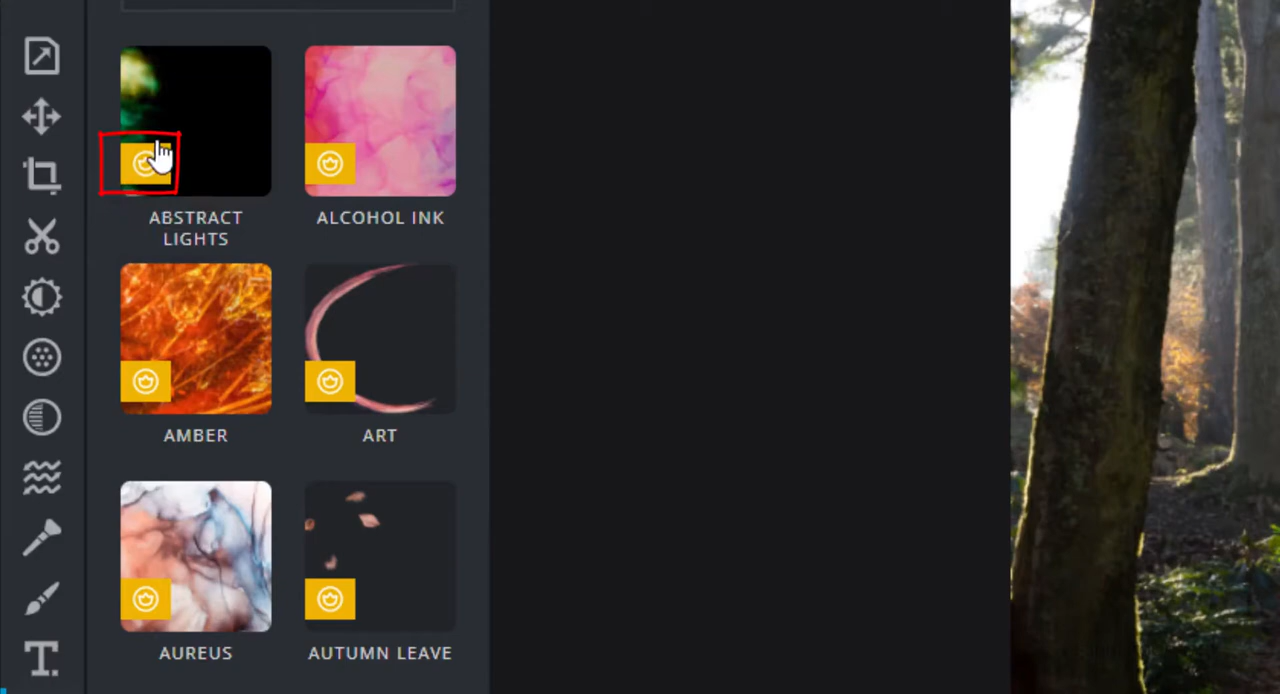 ABSTRACT
LIGHTS
ALCOHOL INK
AMBER
ART
AUREUS
AUTUMN LEAVE
T.